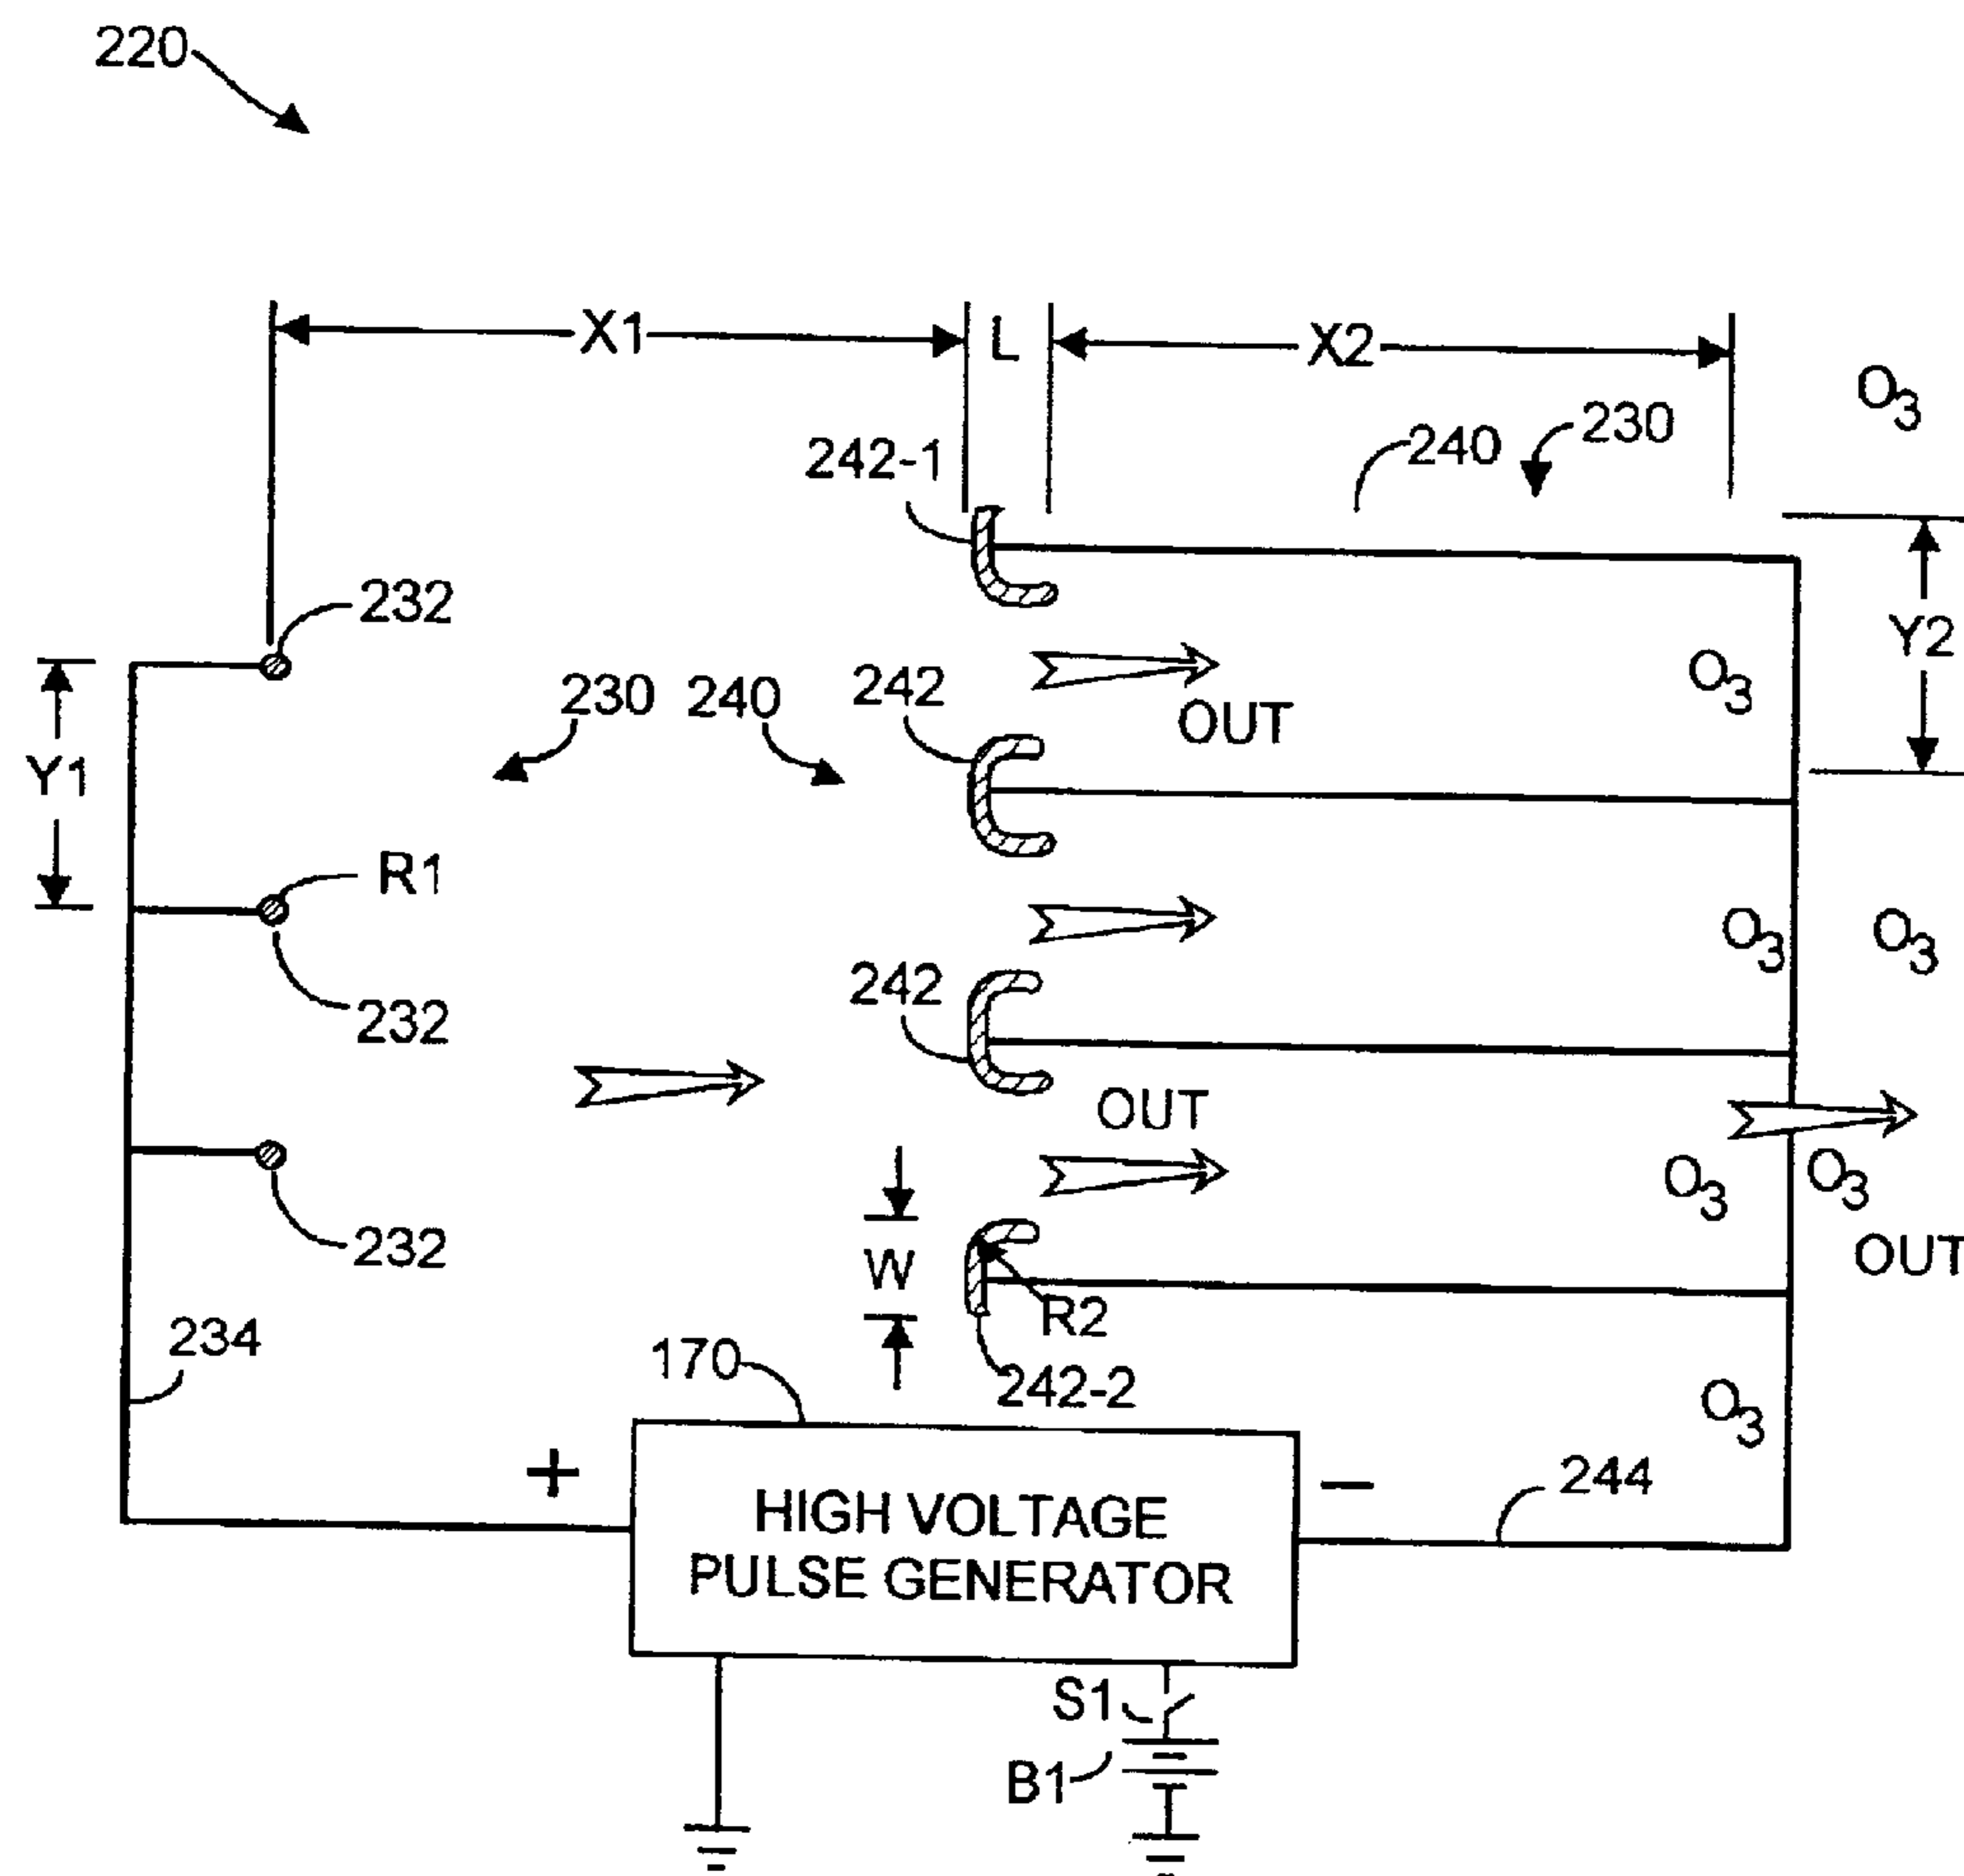 220
X1
L
X2
O3
242-1
240
230
232
Y2
230
240
242
O3
OUT
Y1
R1
O3
O3
242
232
OUT
O3
O3
232
W
OUT
R2
234
170
242-2
O3
+
−
244
HIGH VOLTAGE
PULSE GENERATOR
S1
B1